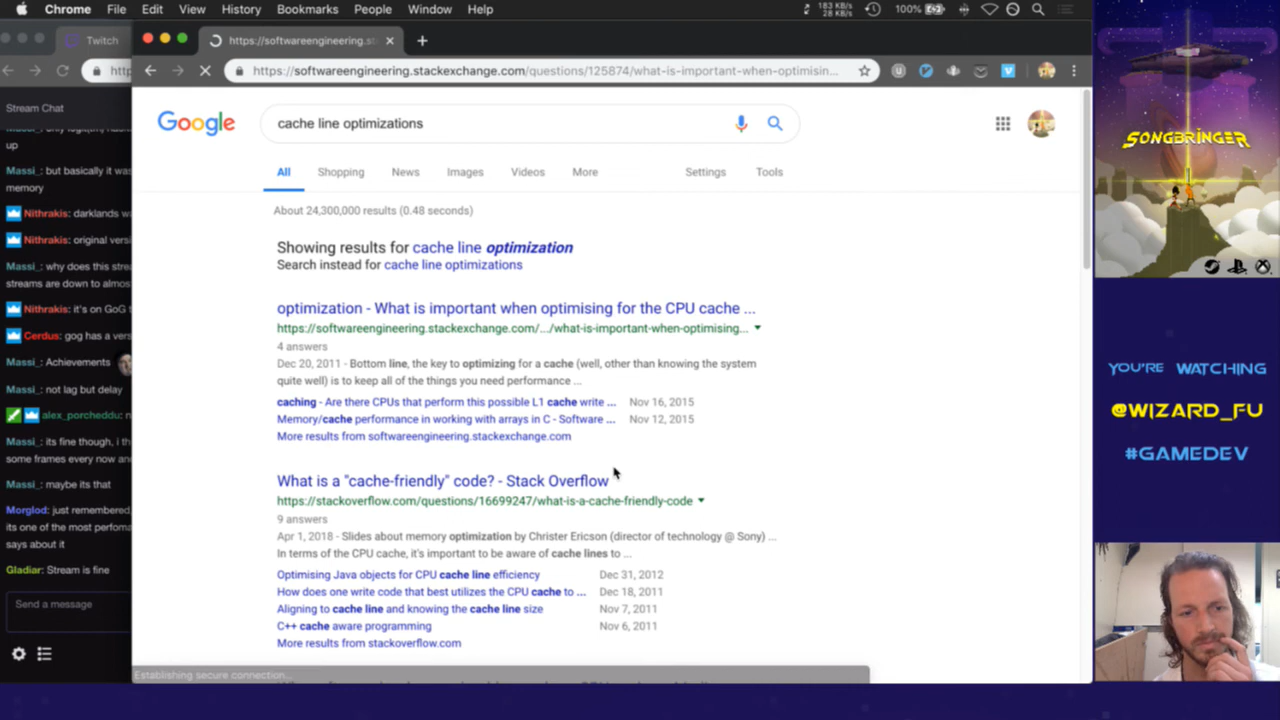 Chrome File Edit View History Bookmarks People Window Help
183 KB/s
28 KB/s
100%
Twitch
https://softwareengineering.st
https://softwareengineering.stackexchange.com/questions/125874/what-is-important-when-optimisin...
Stream Chat
up
Massi_: but basically it was
memory
Nithrakis: darklands wa
Nithrakis: original versi
Massi_: why does this stre
streams are down to almos
Nithrakis: it's on GoG t
Cerdus: gog has a vers
Massi_: Achievements
Massi_: not lag but delay
alex_porcheddu: n
Massi_: its fine though, i th
some frames every now an
Massi_: maybe its that
Morglod: just remembered,
its one of the most perfoma
says about it
Gladiar: Stream is fine
Send a message
Google
cache line optimizations
All Shopping News Images Videos More Settings Tools
About 24,300,000 results (0.48 seconds)
Showing results for cache line optimization
Search instead for cache line optimizations
optimization - What is important when optimising for the CPU cache ...
https://softwareengineering.stackexchange.com/.../what-is-important-when-optimising...
4 answers
Dec 20, 2011 - Bottom line, the key to optimizing for a cache (well, other than knowing the system
quite well) is to keep all of the things you need performance ...
caching - Are there CPUs that perform this possible L1 cache write ... Nov 16, 2015
Memory/cache performance in working with arrays in C - Software ... Nov 12, 2015
More results from softwareengineering.stackexchange.com
What is a "cache-friendly" code? - Stack Overflow
https://stackoverflow.com/questions/16699247/what-is-a-cache-friendly-code
9 answers
Apr 1, 2018 - Slides about memory optimization by Christer Ericson (director of technology @ Sony) ...
In terms of the CPU cache, it's important to be aware of cache lines to ...
Optimising Java objects for CPU cache line efficiency Dec 31, 2012
How does one write code that best utilizes the CPU cache to ... Dec 18, 2011
Aligning to cache line and knowing the cache line size Nov 7, 2011
C++ cache aware programming Nov 6, 2011
More results from stackoverflow.com
Establishing secure connection...
SONGBRINGER
YOU'RE WATCHING
@WIZARD_FU
#GAMEDEV